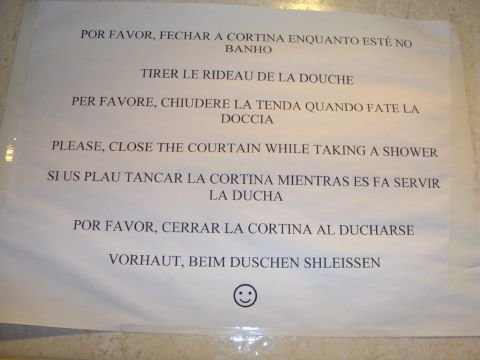 POR FAVOR, FECHAR A CORTINA ENQUANTO ESTÉ NO
BANHO
TIRER LE RIDEAU DE LA DOUCHE
PER FAVORE, CHIUDERE LA TENDA QUANDO FATE LA
DOCCIA
PLEASE, CLOSE THE COURTAIN WHILE TAKING A SHOWER
SI US PLAU TANCAR LA CORTINA MIENTRAS ES FA SERVIR
LA DUCHA
POR FAVOR, CERRAR LA CORTINA AL DUCHARSE
VORHAUT, BEIM DUSCHEN SHLEISSEN